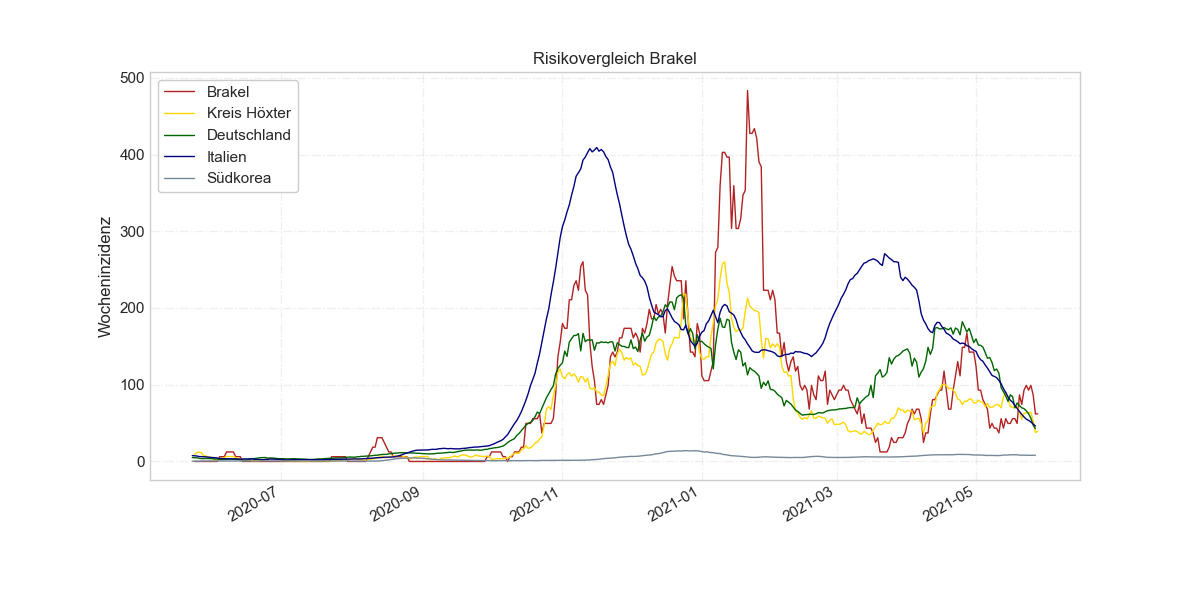 Risikovergleich Brakel
Wocheninzidenz
500
400
300
200
100
0
Brakel
Kreis Höxter
Deutschland
Italien
Südkorea
2020-07
2020-09
2020-11
2021-01
2021-03
2021-05